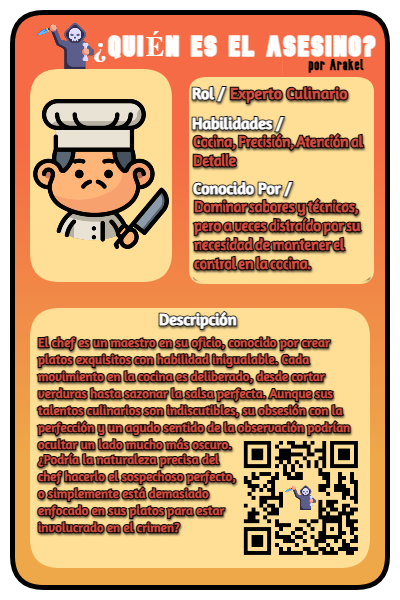 ¿QUIÉN ES EL ASESINO?
por Arakel
Rol / Experto Culinario
Habilidades /
Cocina, Precisión, Atención al
Detalle
Conocido Por /
Dominar sabores y técnicas,
pero a veces distraído por su
necesidad de mantener el
control en la cocina.
Descripción
El chef es un maestro en su oficio, conocido por crear
platos exquisitos con habilidad inigualable. Cada
movimiento en la cocina es deliberado, desde cortar
verduras hasta sazonar la salsa perfecta. Aunque sus
talentos culinarios son indiscutibles, su obsesión con la
perfección y un agudo sentido de la observación podrían
ocultar un lado mucho más oscuro.
¿Podría la naturaleza precisa del
chef hacerlo el sospechoso perfecto,
o simplemente está demasiado
enfocado en sus platos para estar
involucrado en el crimen?